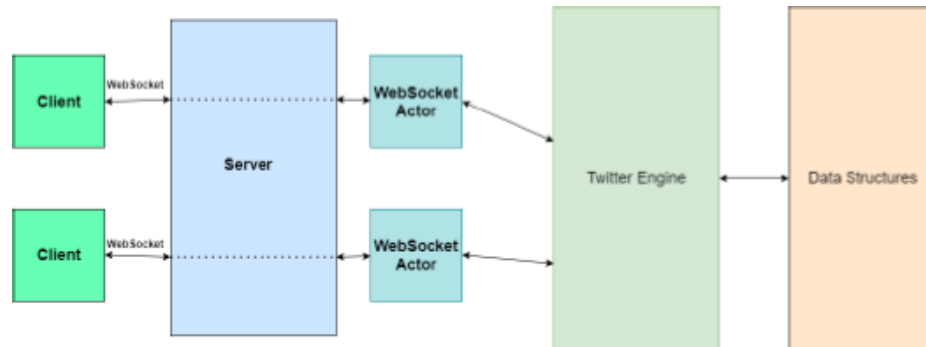 WebSocket
Client
WebSocket
Actor
Server
Twitter Engine
Data Structures
WebSocket
Client
WebSocket
Actor